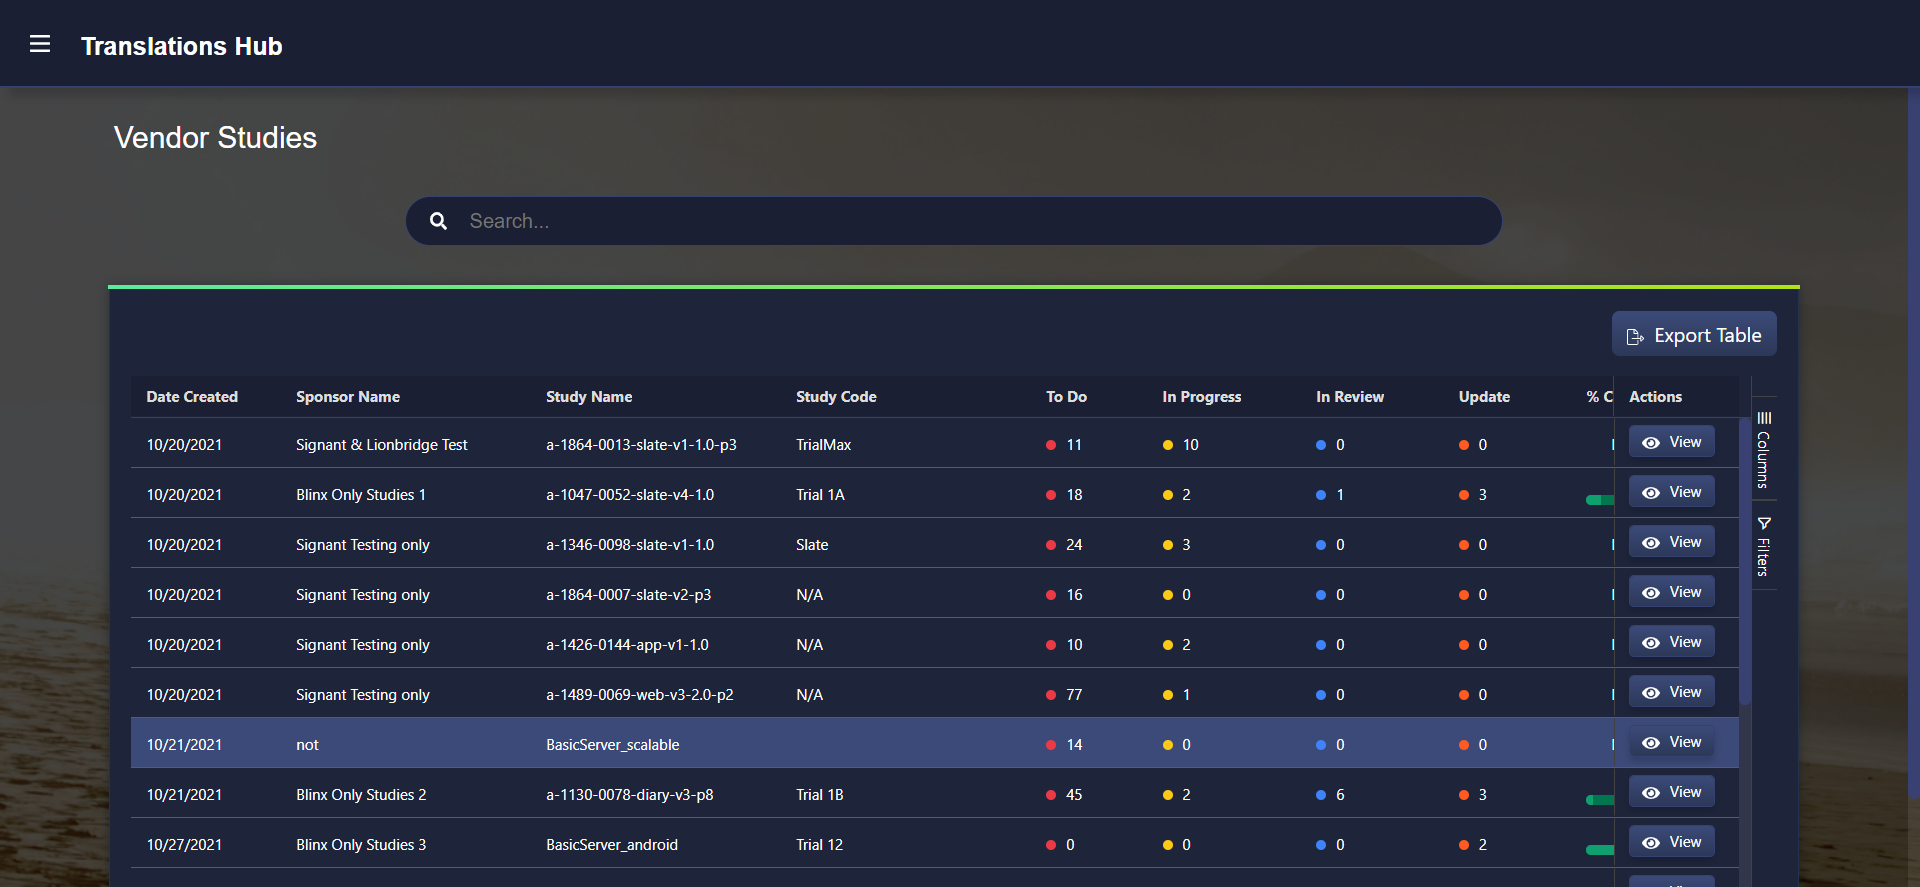 Translations Hub
Vendor Studies
Search...
Export Table
Date Created Sponsor Name Study Name Study Code To Do In Progress In Review Update % C Actions
10/20/2021 Signant & Lionbridge Test a-1864-0013-slate-v1-1.0-p3 TrialMax 11 10 0 0 View
10/20/2021 Blinx Only Studies 1 a-1047-0052-slate-v4-1.0 Trial 1A 18 2 1 3 View
10/20/2021 Signant Testing only a-1346-0098-slate-v1-1.0 Slate 24 3 0 0 View
10/20/2021 Signant Testing only a-1864-0007-slate-v2-p3 N/A 16 0 0 0 View
10/20/2021 Signant Testing only a-1426-0144-app-v1-1.0 N/A 10 2 0 0 View
10/20/2021 Signant Testing only a-1489-0069-web-v3-2.0-p2 N/A 77 1 0 0 View
10/21/2021 not BasicServer_scalable 14 0 0 0 View
10/21/2021 Blinx Only Studies 2 a-1130-0078-diary-v3-p8 Trial 1B 45 2 6 3 View
10/27/2021 Blinx Only Studies 3 BasicServer_android Trial 12 0 0 0 2 View
Columns
Filters